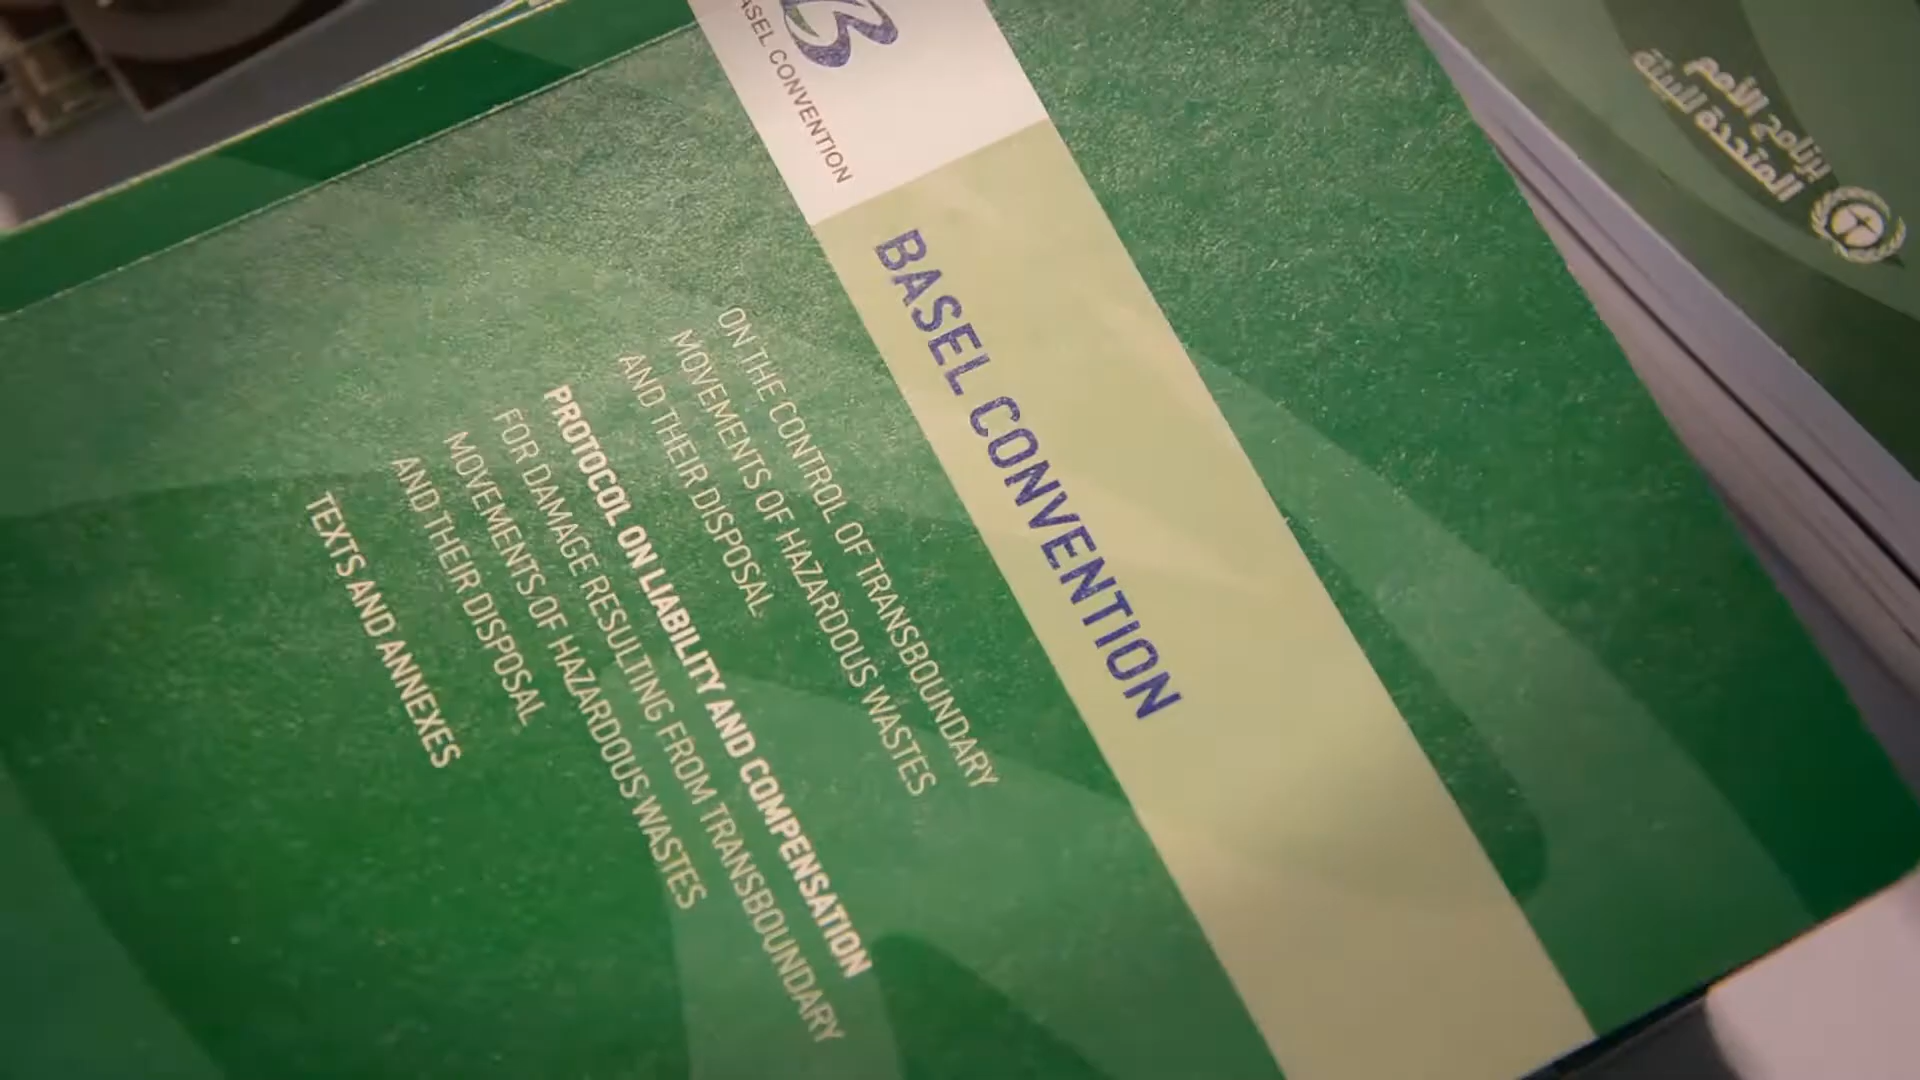 BASEL CONVENTION
BASEL CONVENTION
ON THE CONTROL OF TRANSBOUNDARY
MOVEMENTS OF HAZARDOUS WASTES
AND THEIR DISPOSAL
PROTOCOL ON LIABILITY AND COMPENSATION
FOR DAMAGE RESULTING FROM TRANSBOUNDARY
MOVEMENTS OF HAZARDOUS WASTES
AND THEIR DISPOSAL
TEXTS AND ANNEXES
برنامج الأمم
المتحدة للبيئة